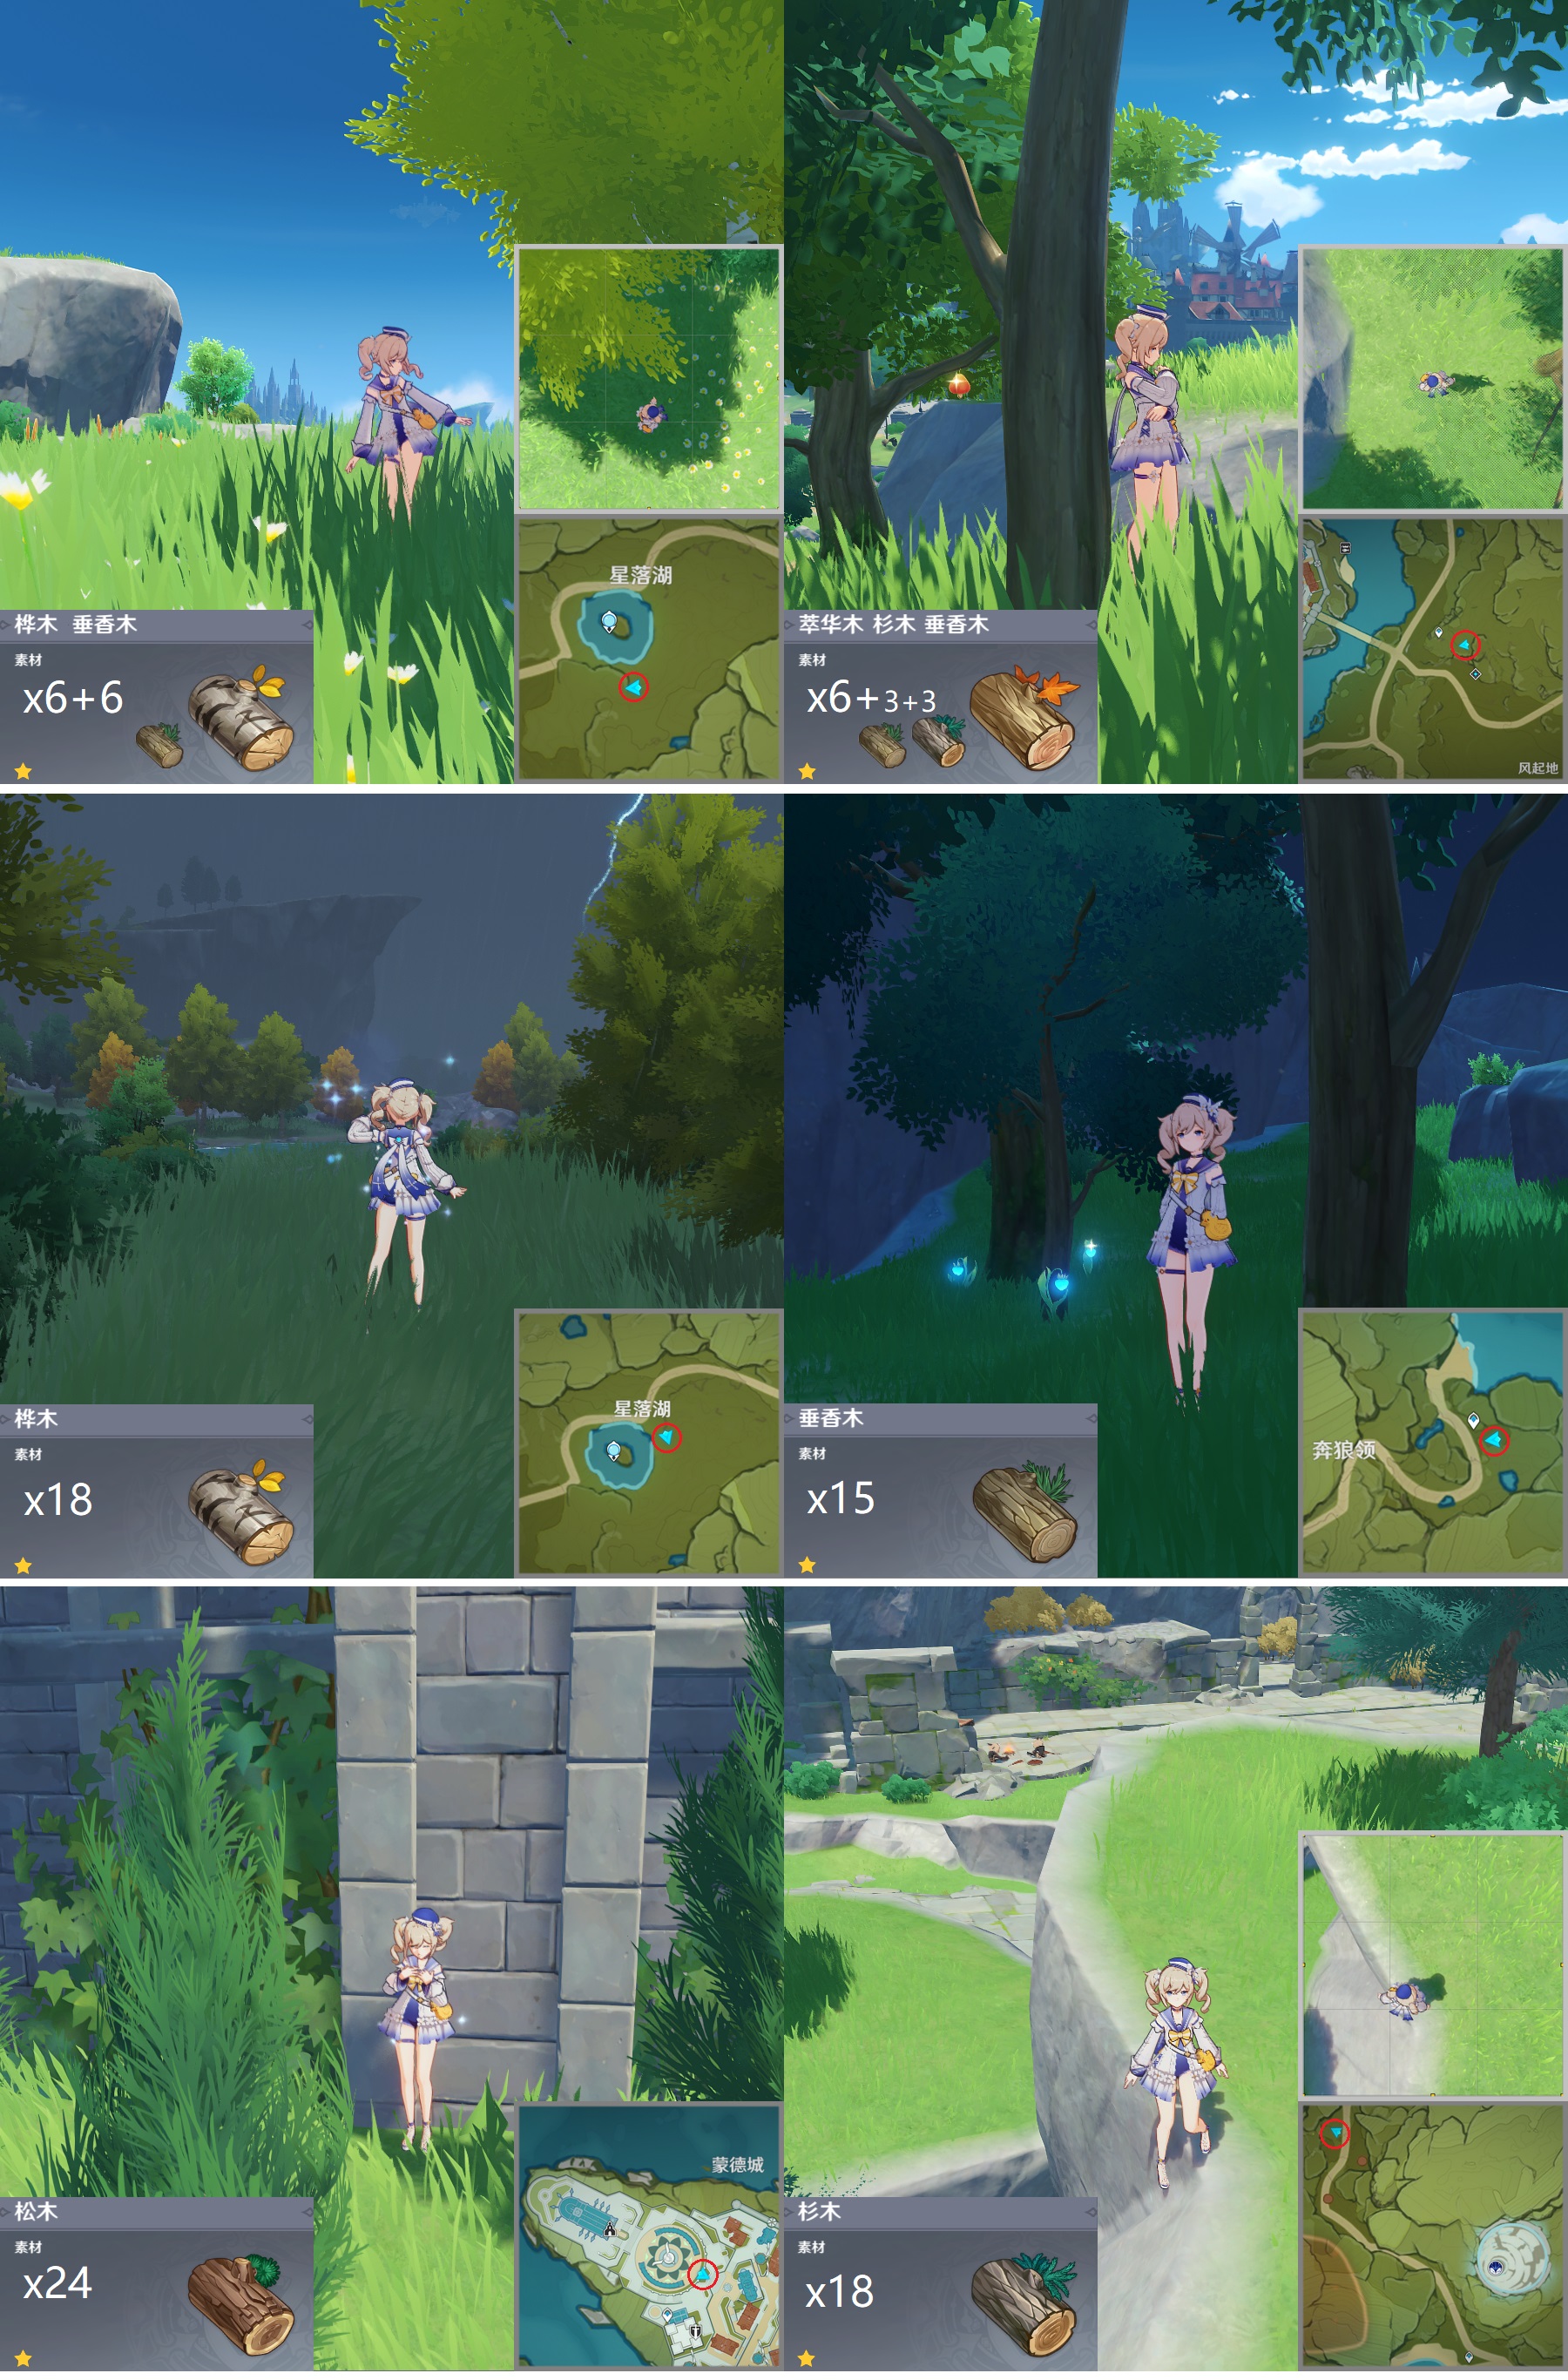 星落湖
桦木 垂香木
素材
x6+6
萃华木 杉木 垂香木
素材
x6+3+3
风起地
星落湖
桦木
素材
x18
垂香木
素材
x15
奔狼领
蒙德城
松木
素材
x24
杉木
素材
x18